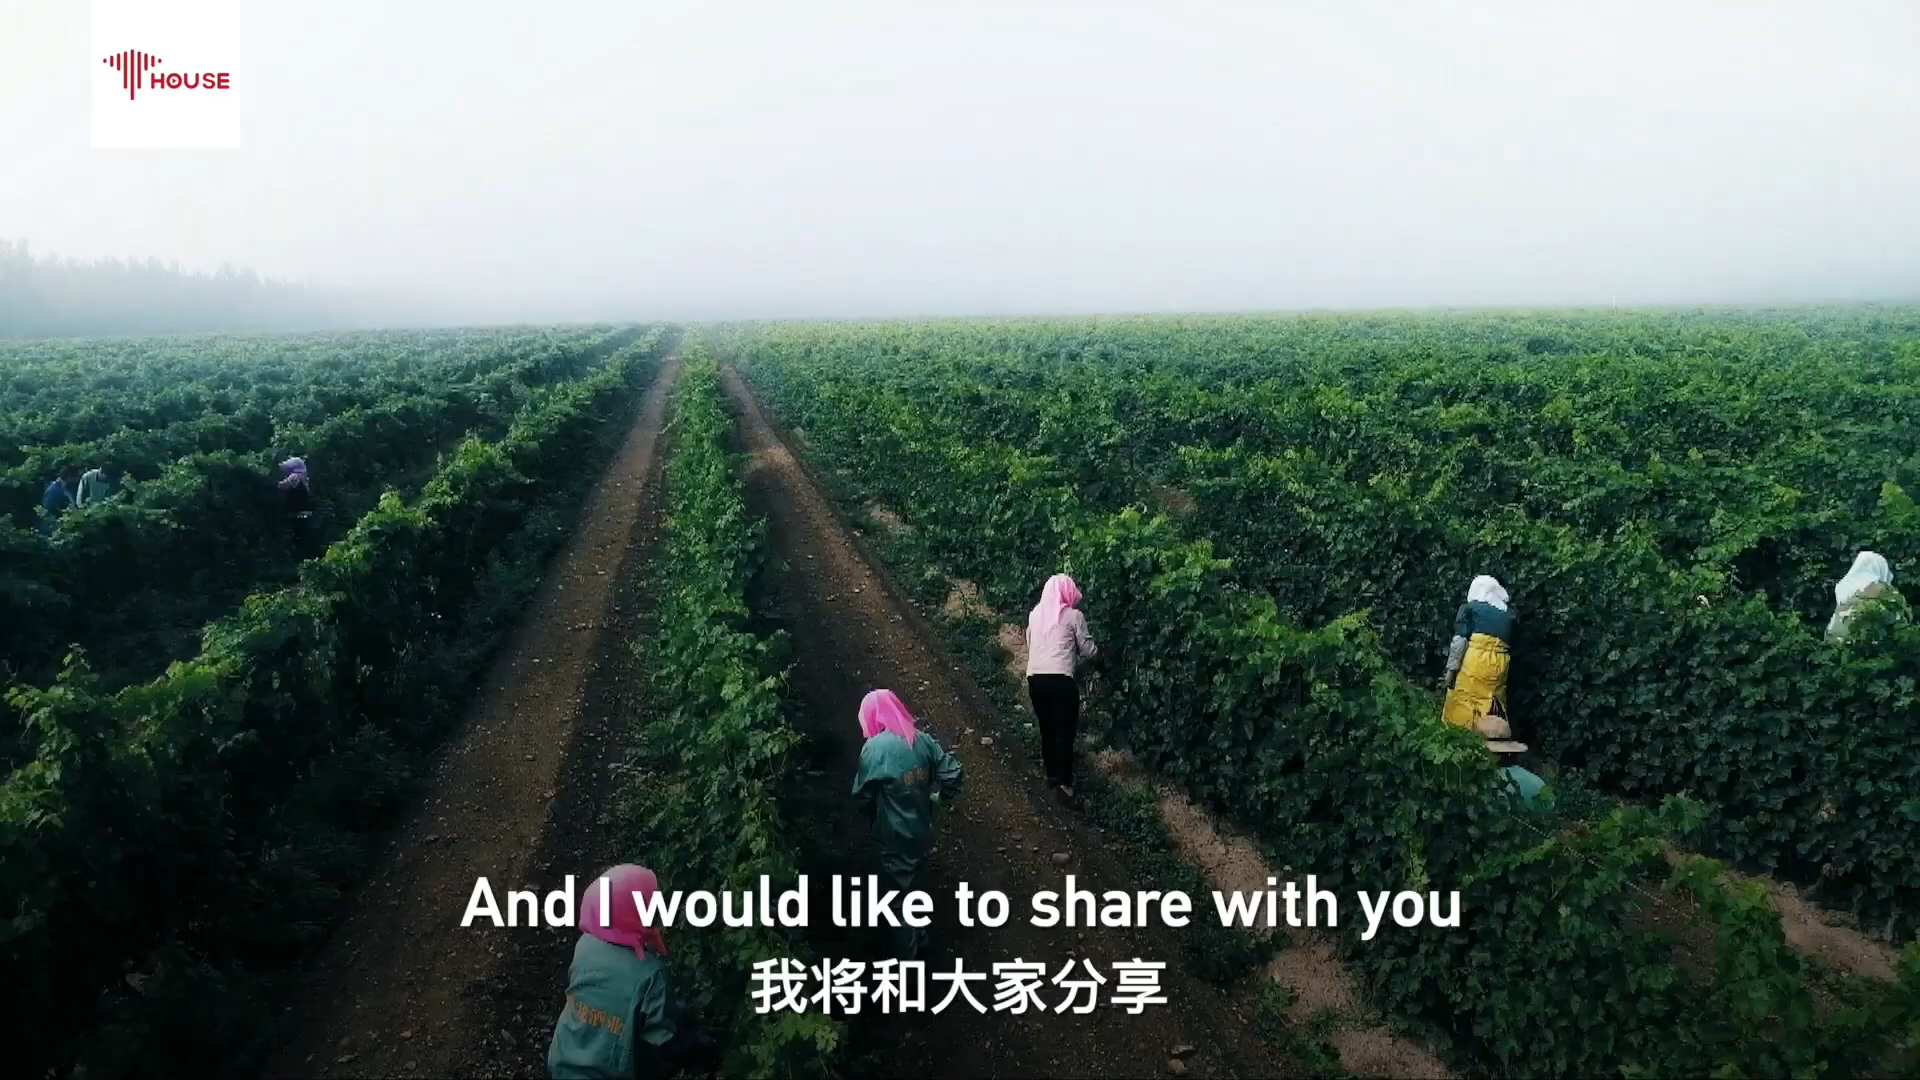 HOUSE
And I would like to share with you
我将和大家分享